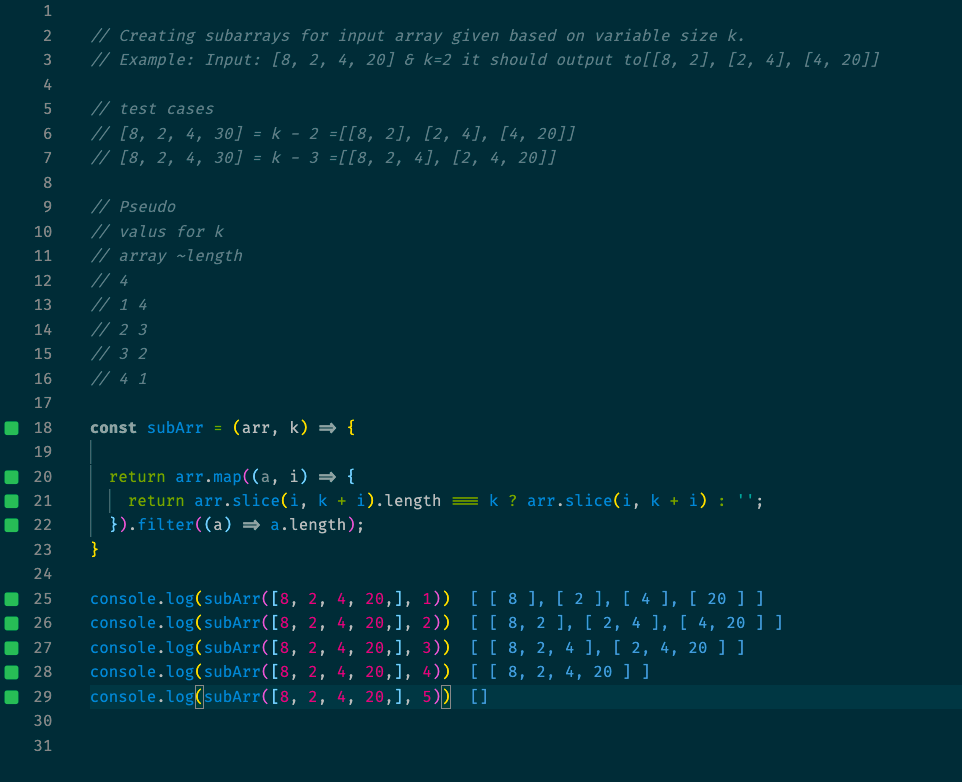 1
2 // Creating subarrays for input array given based on variable size k.
3 // Example: Input: [8, 2, 4, 20] & k=2 it should output to[[8, 2], [2, 4], [4, 20]]
4
5 // test cases
6 // [8, 2, 4, 30] = k - 2 =[[8, 2], [2, 4], [4, 20]]
7 // [8, 2, 4, 30] = k - 3 =[[8, 2, 4], [2, 4, 20]]
8
9 // Pseudo
10 // valus for k
11 // array ~length
12 // 4
13 // 1 4
14 // 2 3
15 // 3 2
16 // 4 1
17
18 const subArr = (arr, k) => {
19
20 return arr.map((a, i) => {
21 return arr.slice(i, k + i).length === k ? arr.slice(i, k + i) : '';
22 }).filter((a) => a.length);
23 }
24
25 console.log(subArr([8, 2, 4, 20,], 1)) [ [ 8 ], [ 2 ], [ 4 ], [ 20 ] ]
26 console.log(subArr([8, 2, 4, 20,], 2)) [ [ 8, 2 ], [ 2, 4 ], [ 4, 20 ] ]
27 console.log(subArr([8, 2, 4, 20,], 3)) [ [ 8, 2, 4 ], [ 2, 4, 20 ] ]
28 console.log(subArr([8, 2, 4, 20,], 4)) [ [ 8, 2, 4, 20 ] ]
29 console.log(subArr([8, 2, 4, 20,], 5)) []
30
31